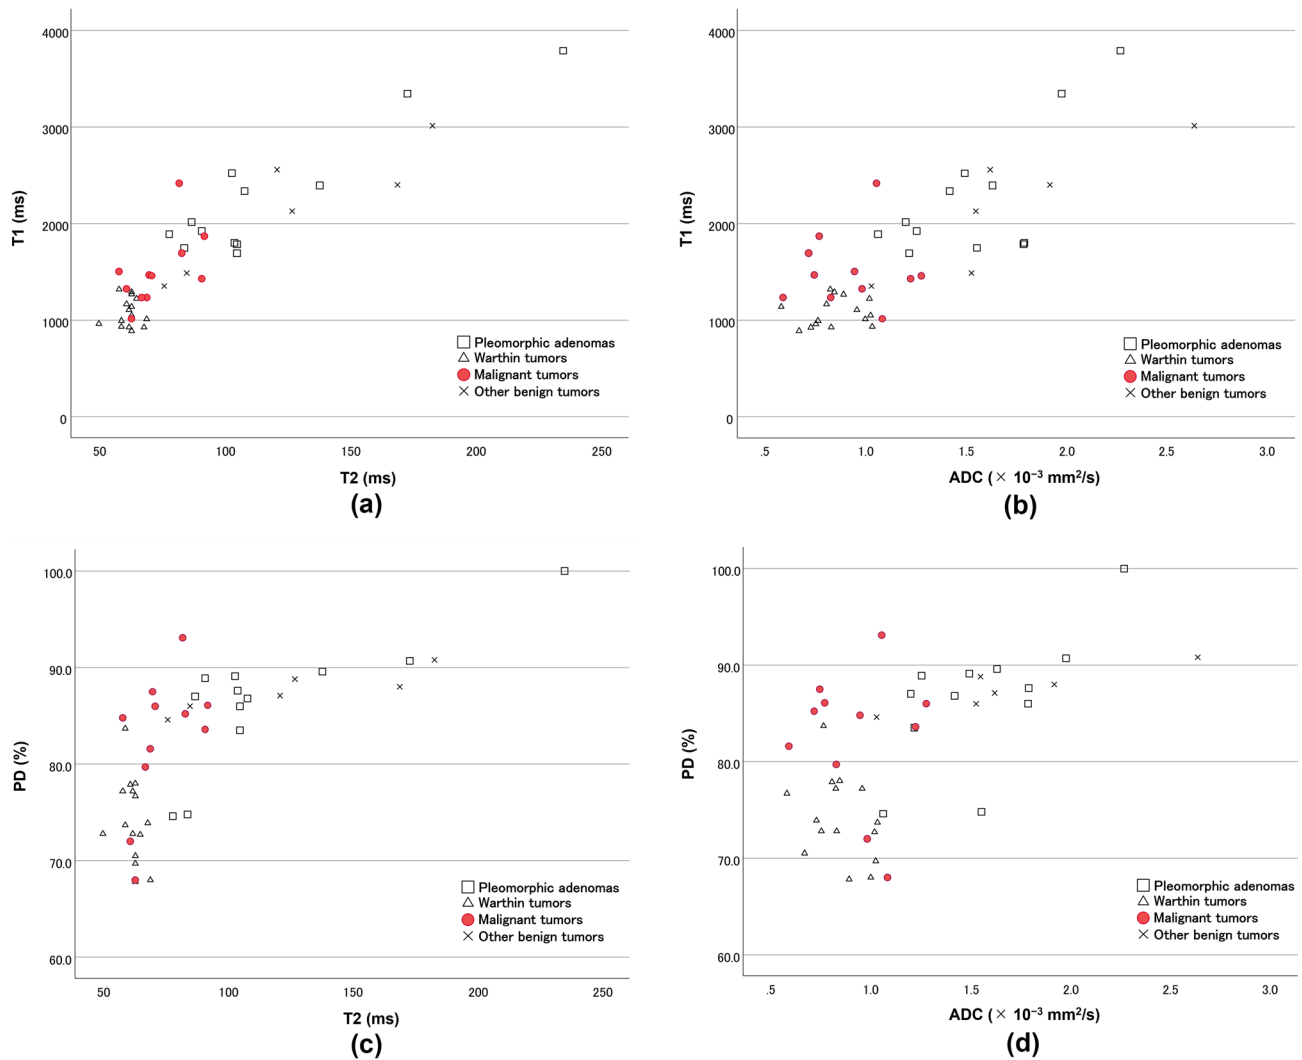 4000
3000
2000
1000
0
T1 (ms)
Pleomorphic adenomas
Warthin tumors
Malignant tumors
Other benign tumors
50 100 150 200 250
T2 (ms)
(a)
4000
3000
2000
1000
0
T1 (ms)
Pleomorphic adenomas
Warthin tumors
Malignant tumors
Other benign tumors
.5 1.0 1.5 2.0 2.5 3.0
ADC (× 10⁻³ mm²/s)
(b)
100.0
90.0
80.0
70.0
60.0
PD (%)
Pleomorphic adenomas
Warthin tumors
Malignant tumors
Other benign tumors
50 100 150 200 250
T2 (ms)
(c)
100.0
90.0
80.0
70.0
60.0
PD (%)
Pleomorphic adenomas
Warthin tumors
Malignant tumors
Other benign tumors
.5 1.0 1.5 2.0 2.5 3.0
ADC (× 10⁻³ mm²/s)
(d)